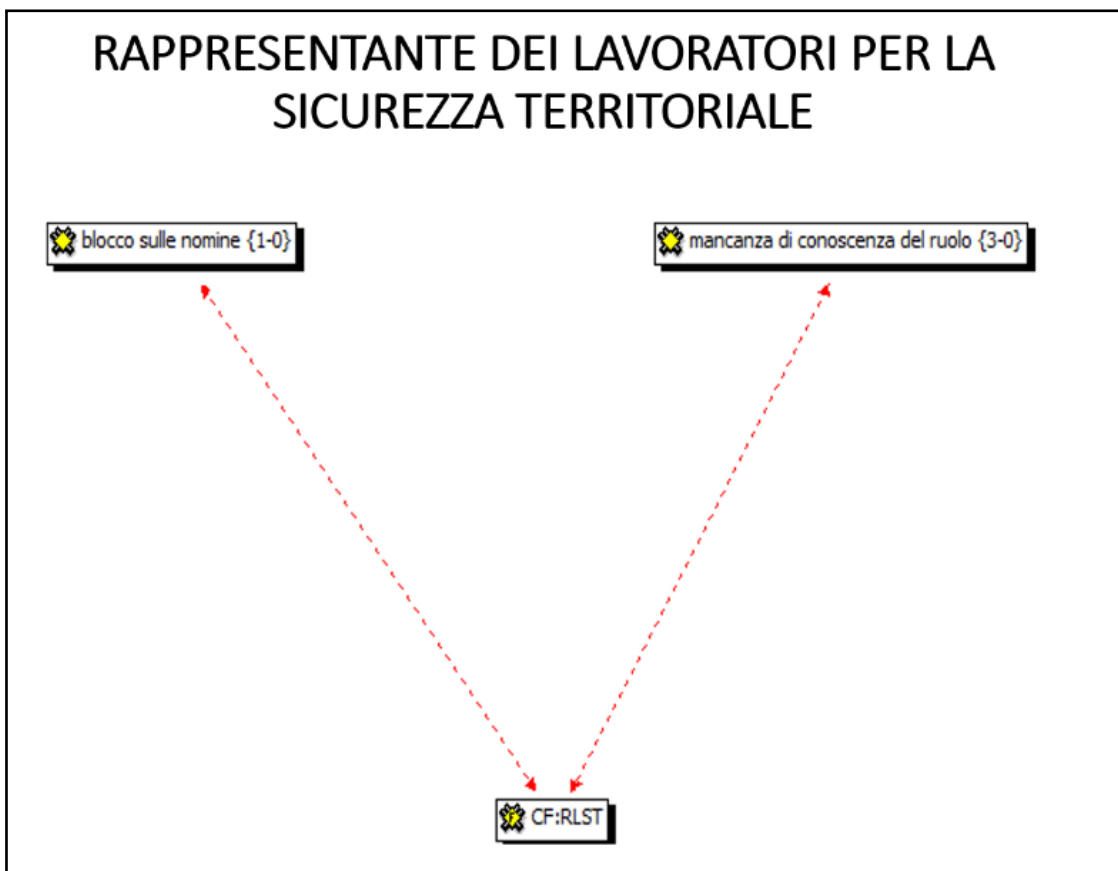 RAPPRESENTANTE DEI LAVORATORI PER LA
SICUREZZA TERRITORIALE
blocco sulle nomine {1-0}
mancanza di conoscenza del ruolo {3-0}
CF:RLST